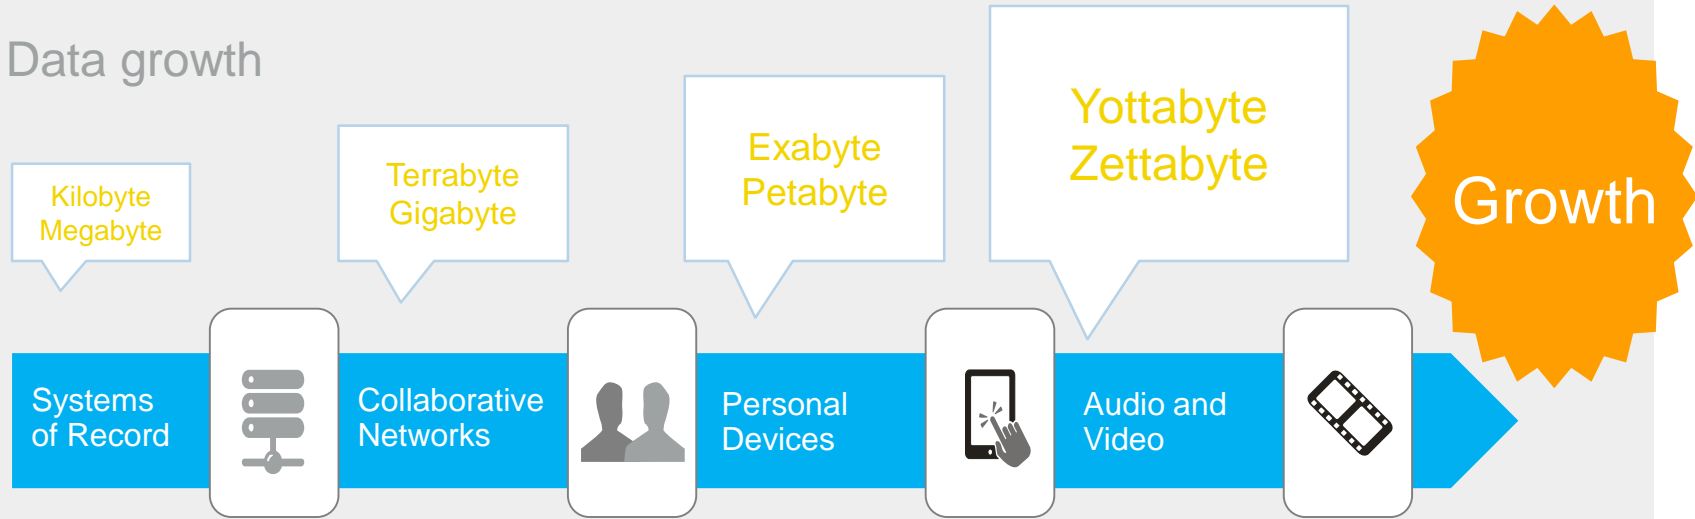 Data growth
Kilobyte
Megabyte
Terrabyte
Gigabyte
Exabyte
Petabyte
Yottabyte
Zettabyte
Growth
Systems
of Record
Collaborative
Networks
Personal
Devices
Audio and
Video